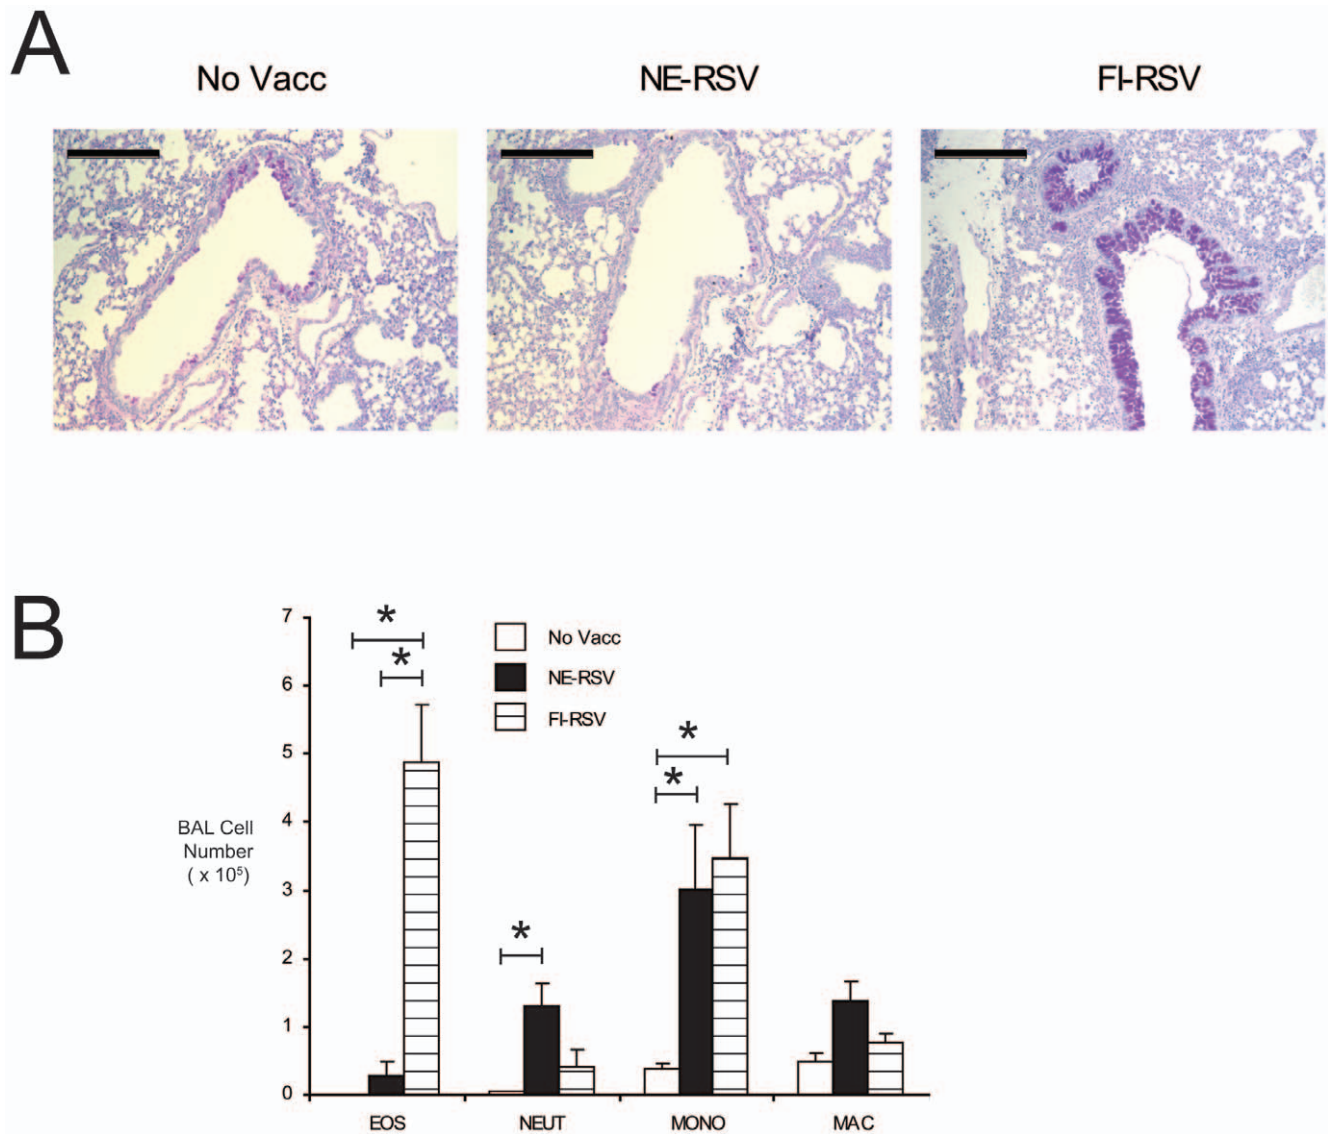 A
No Vacc
NE-RSV
FI-RSV
B
7
6
5
4
3
2
1
0
BAL Cell
Number
( x 10⁵)
*
*
*
*
*
No Vacc
NE-RSV
FI-RSV
EOS
NEUT
MONO
MAC